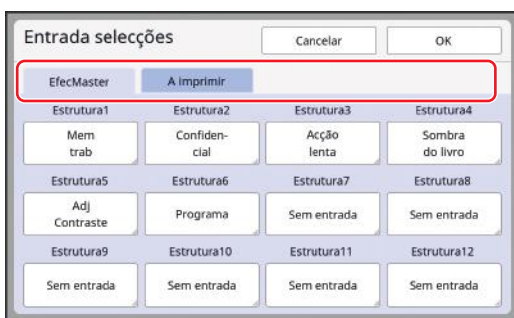 Entrada selecções
Cancelar
OK
EfecMaster
A imprimir
Estrutura1
Estrutura2
Estrutura3
Estrutura4
Mem
trab
Confiden-
cial
Acção
lenta
Sombra
do livro
Estrutura5
Estrutura6
Estrutura7
Estrutura8
Adj
Contraste
Programa
Sem entrada
Sem entrada
Estrutura9
Estrutura10
Estrutura11
Estrutura12
Sem entrada
Sem entrada
Sem entrada
Sem entrada